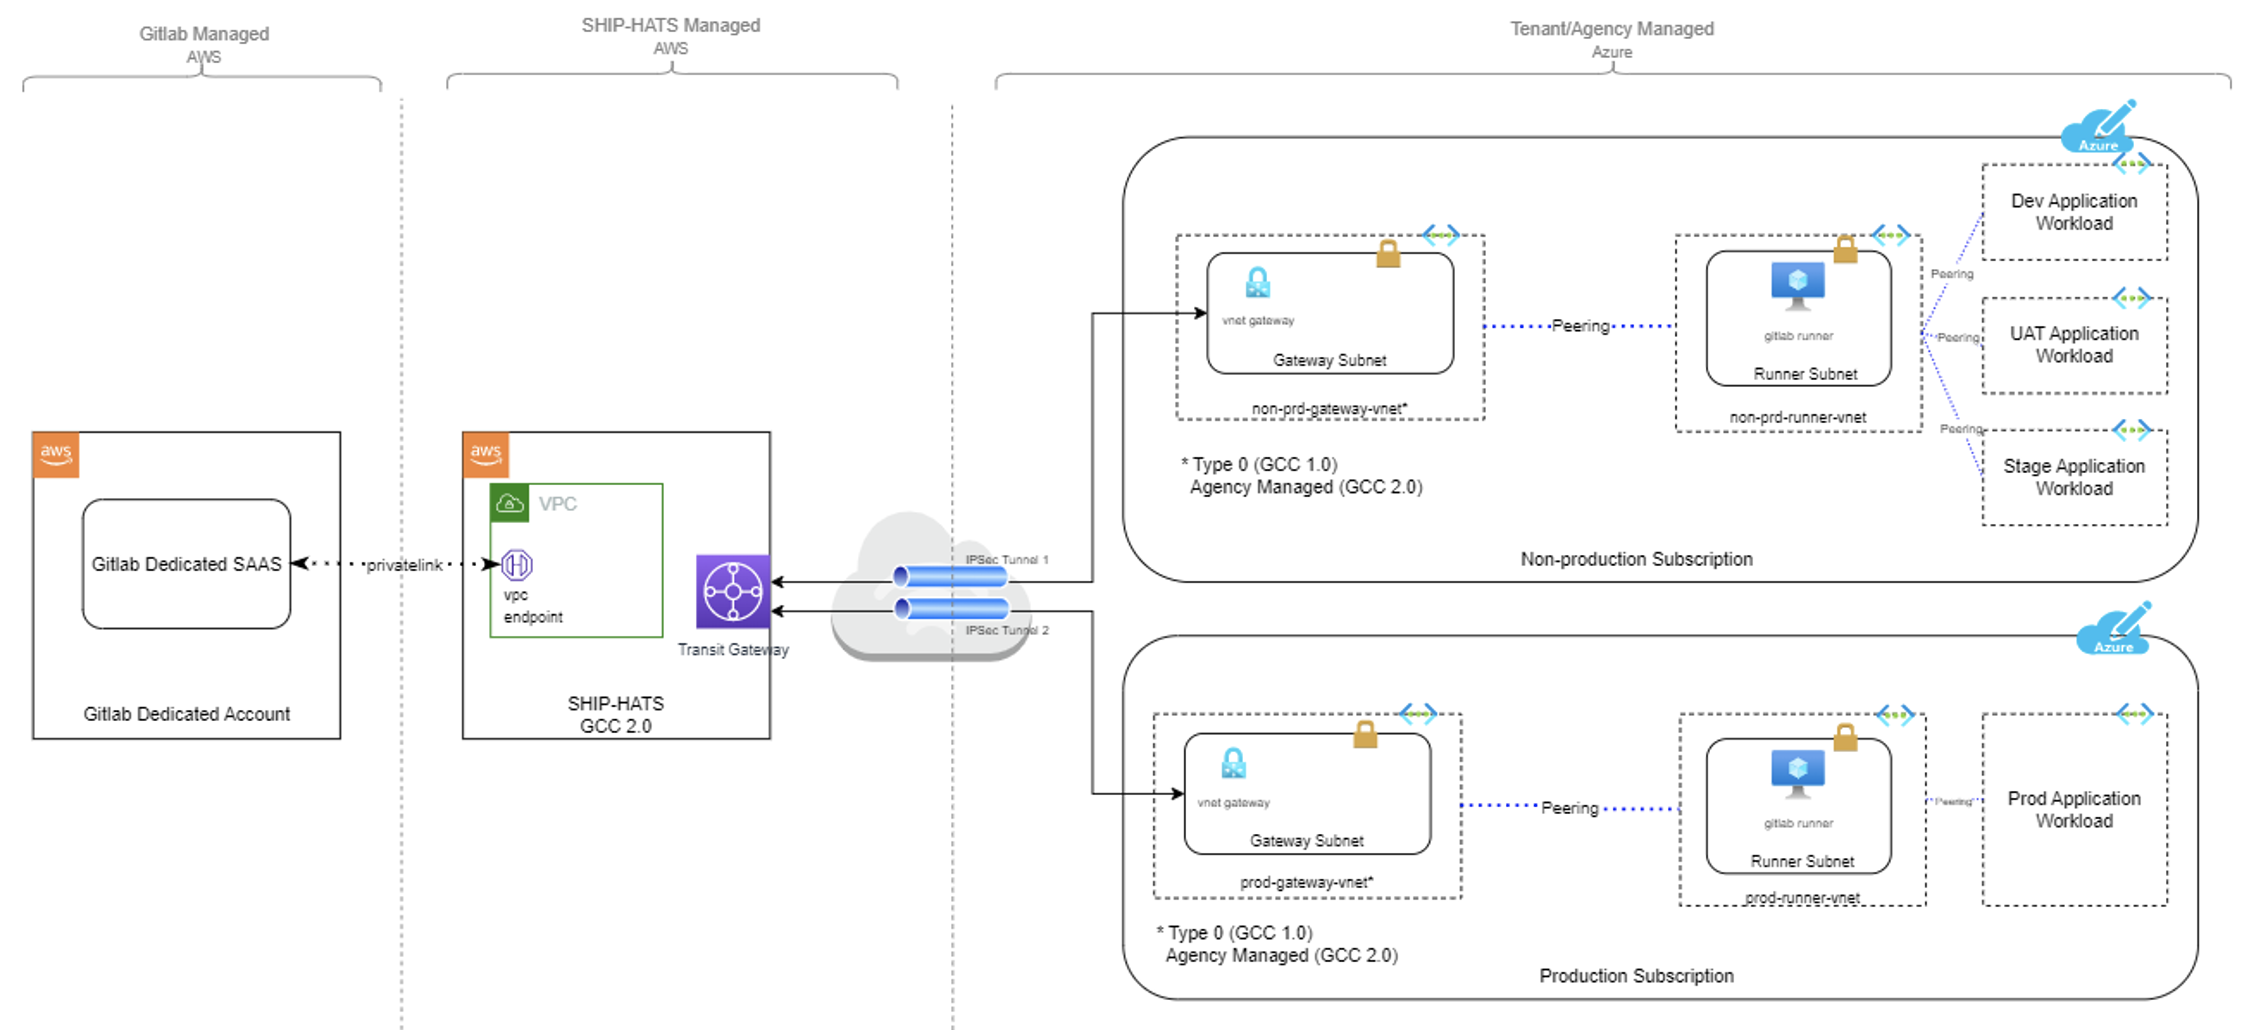 Gitlab Managed
AWS
SHIP-HATS Managed
AWS
Tenant/Agency Managed
Azure
aws
Gitlab Dedicated SAAS
Gitlab Dedicated Account
privatelink
aws
VPC
vpc
endpoint
Transit Gateway
SHIP-HATS
GCC 2.0
IPSec Tunnel 1
IPSec Tunnel 2
Azure
vnet gateway
Gateway Subnet
non-prd-gateway-vnet*
* Type 0 (GCC 1.0)
Agency Managed (GCC 2.0)
Peering
gitlab runner
Runner Subnet
non-prd-runner-vnet
Peering
Peering
Peering
Dev Application
Workload
UAT Application
Workload
Stage Application
Workload
Non-production Subscription
Azure
vnet gateway
Gateway Subnet
prod-gateway-vnet*
* Type 0 (GCC 1.0)
Agency Managed (GCC 2.0)
Peering
gitlab runner
Runner Subnet
prod-runner-vnet
Peering
Prod Application
Workload
Production Subscription